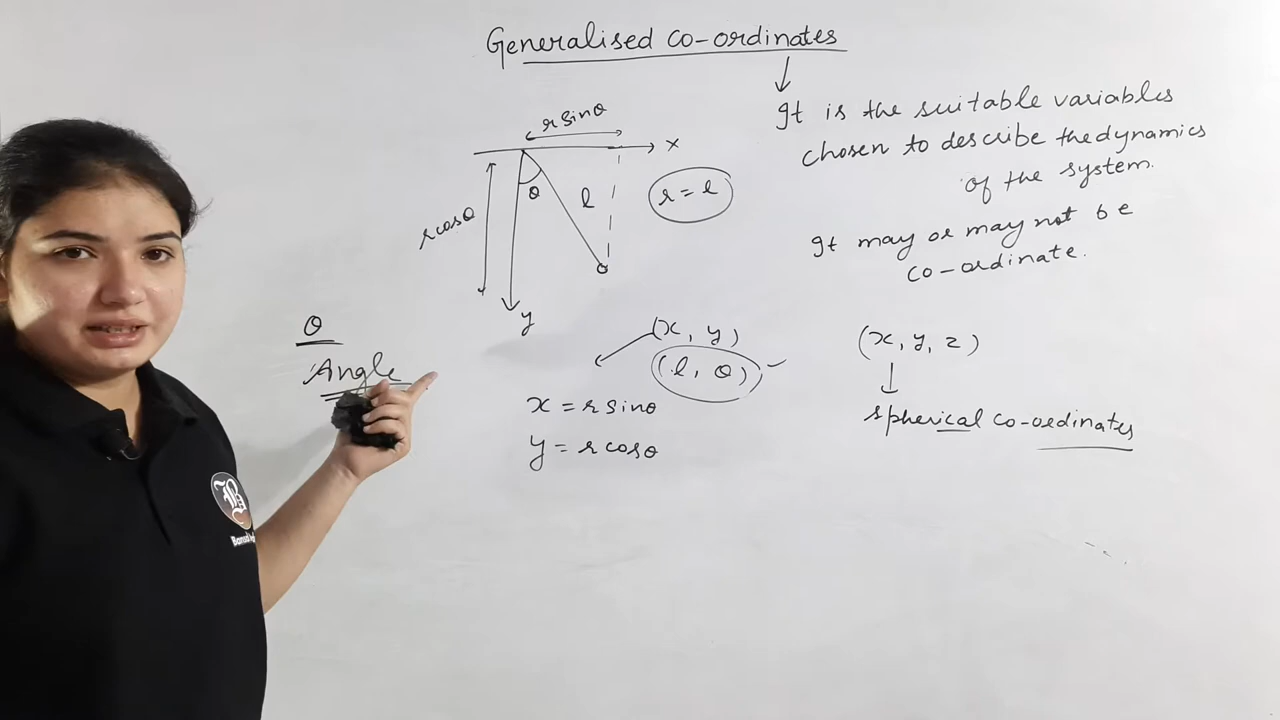 Generalised co-ordinates
It is the suitable variables
chosen to describe the dynamics
of the system.
It may or may not be
co-ordinate.
r sinθ
x
θ
l
r = l
r cosθ
y
θ
Angle
(x, y)
(l, θ)
x = r sinθ
y = r cosθ
(x, y, z)
spherical co-ordinates
B